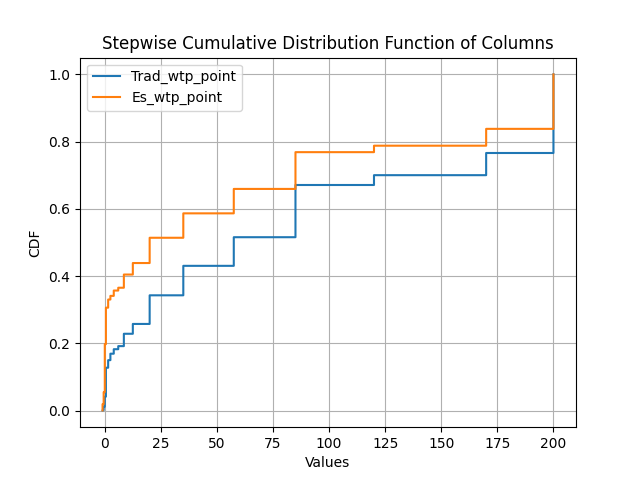 Stepwise Cumulative Distribution Function of Columns
Trad_wtp_point
Es_wtp_point
1.0
0.8
0.6
0.4
0.2
0.0
CDF
0 25 50 75 100 125 150 175 200
Values